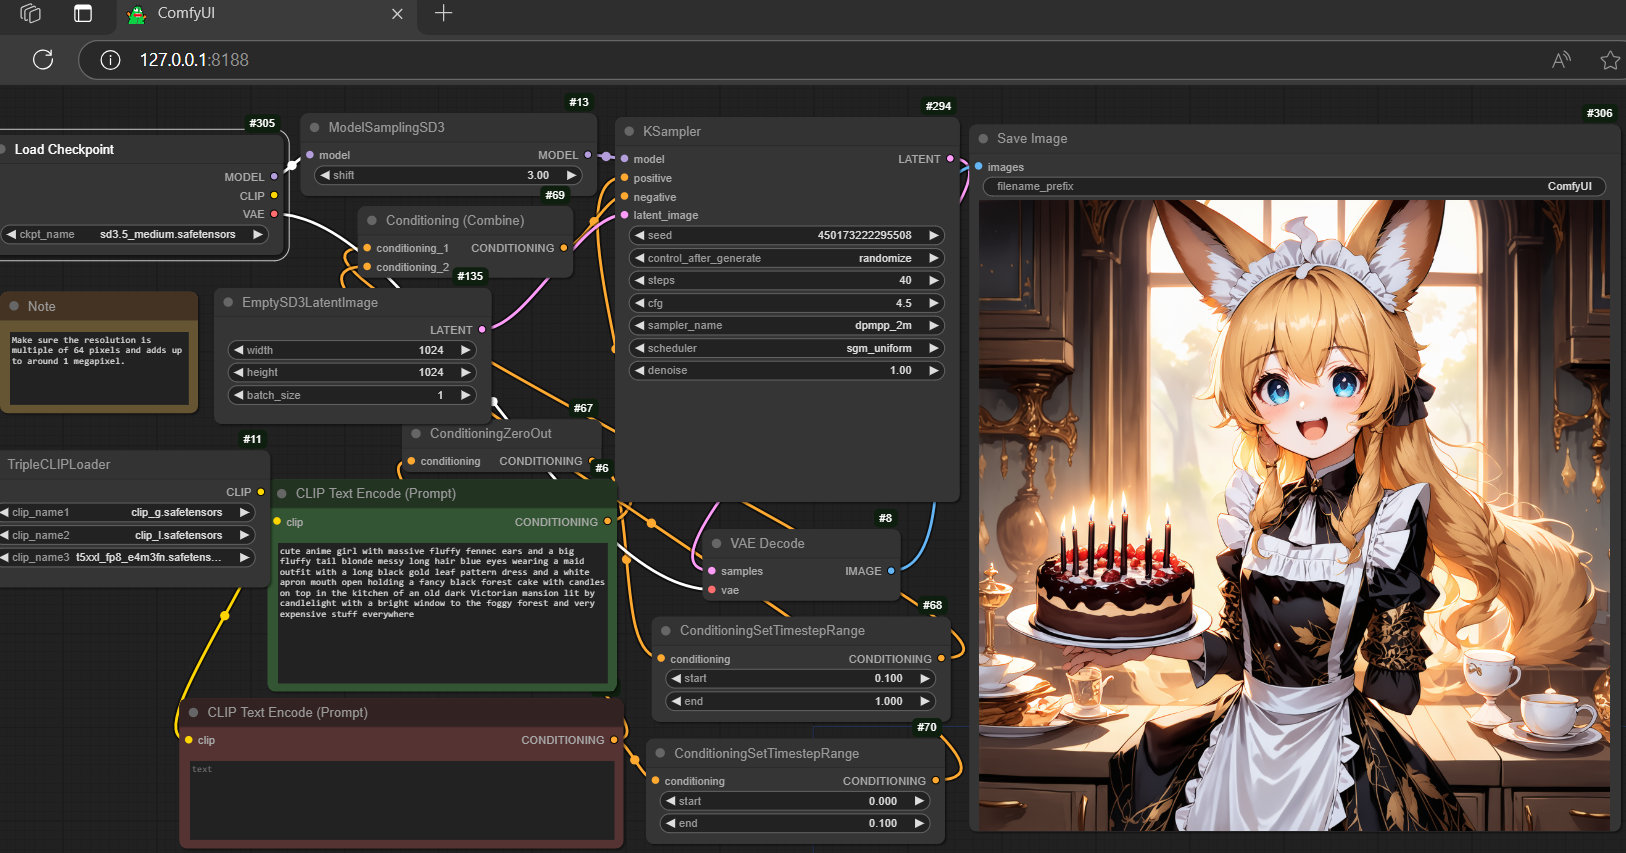 ComfyUI
127.0.0.1:8188
#305
Load Checkpoint
MODEL
CLIP
VAE
ckpt_name sd3.5_medium.safetensors
#13
ModelSamplingSD3
model MODEL
shift 3.00
#69
Conditioning (Combine)
conditioning_1 CONDITIONING
conditioning_2
Note
Make sure the resolution is
multiple of 64 pixels and adds up
to around 1 megapixel.
#135
EmptySD3LatentImage
LATENT
width 1024
height 1024
batch_size 1
#67
ConditioningZeroOut
conditioning CONDITIONING
#11
TripleCLIPLoader
CLIP
clip_name1 clip_g.safetensors
clip_name2 clip_l.safetensors
clip_name3 t5xxl_fp8_e4m3fn.safetens...
#6
CLIP Text Encode (Prompt)
clip CONDITIONING
cute anime girl with massive fluffy fennec ears and a big
fluffy tail blonde messy long hair blue eyes wearing a maid
outfit with a long black gold leaf pattern dress and a white
apron mouth open holding a fancy black forest cake with candles
on top in the kitchen of an old dark Victorian mansion lit by
candlelight with a bright window to the foggy forest and very
expensive stuff everywhere
CLIP Text Encode (Prompt)
clip CONDITIONING
text
#294
KSampler
model LATENT
positive
negative
latent_image
seed 450173222295508
control_after_generate randomize
steps 40
cfg 4.5
sampler_name dpmpp_2m
scheduler sgm_uniform
denoise 1.00
#8
VAE Decode
samples IMAGE
vae
#68
ConditioningSetTimestepRange
conditioning CONDITIONING
start 0.100
end 1.000
#70
ConditioningSetTimestepRange
conditioning CONDITIONING
start 0.000
end 0.100
#306
Save Image
images
filename_prefix ComfyUI